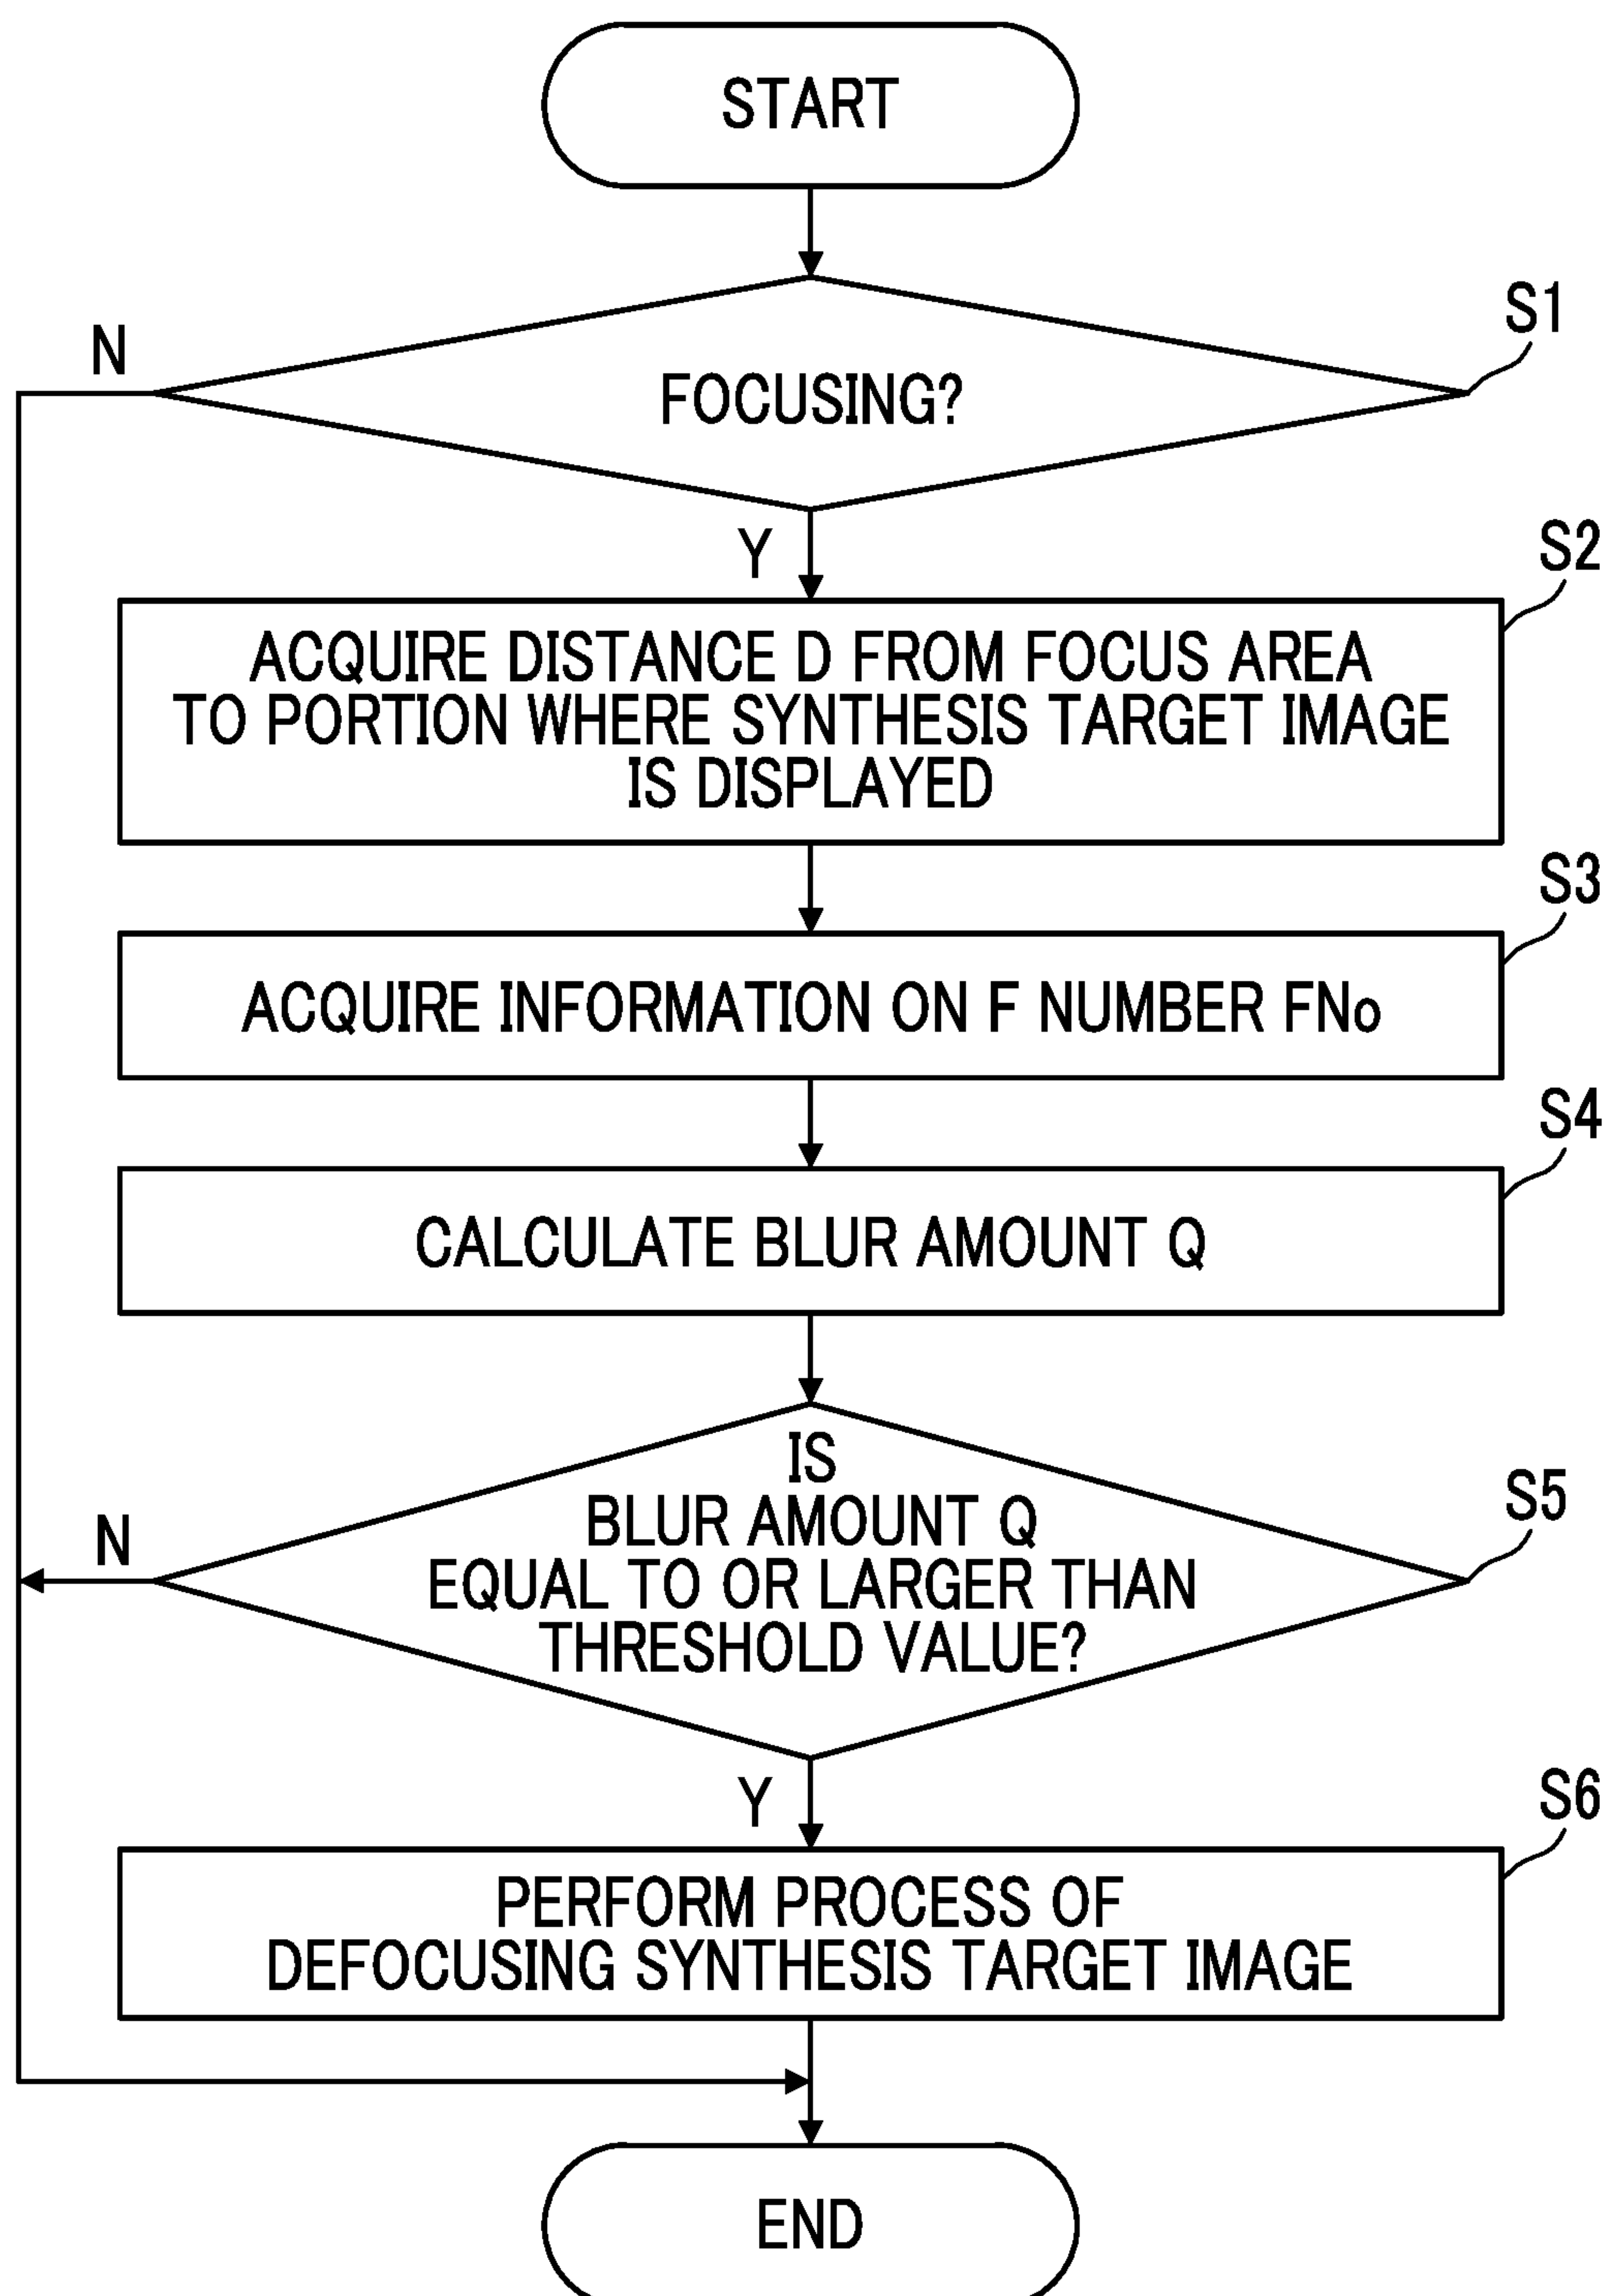 START
S1
N
FOCUSING?
Y
S2
ACQUIRE DISTANCE D FROM FOCUS AREA
TO PORTION WHERE SYNTHESIS TARGET IMAGE
IS DISPLAYED
S3
ACQUIRE INFORMATION ON F NUMBER FNo
S4
CALCULATE BLUR AMOUNT Q
S5
N
IS
BLUR AMOUNT Q
EQUAL TO OR LARGER THAN
THRESHOLD VALUE?
Y
S6
PERFORM PROCESS OF
DEFOCUSING SYNTHESIS TARGET IMAGE
END